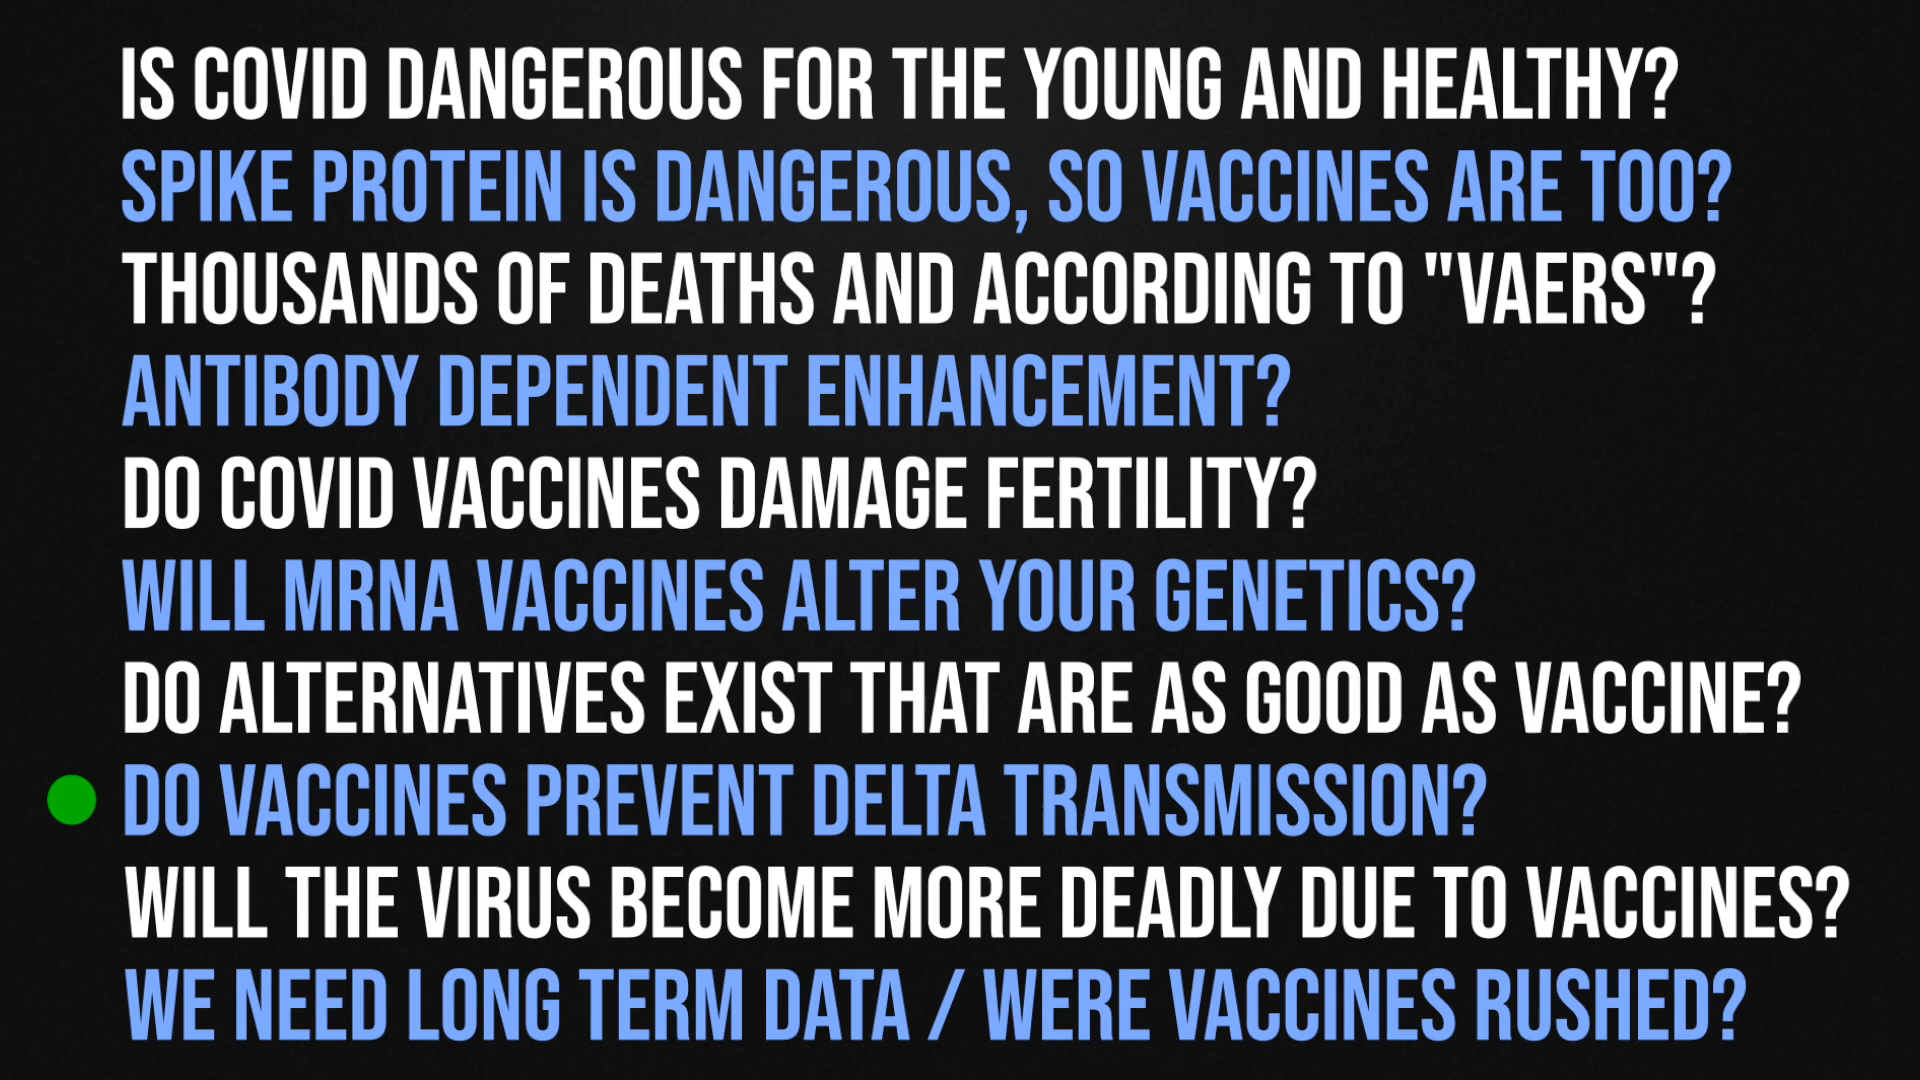 IS COVID DANGEROUS FOR THE YOUNG AND HEALTHY?
SPIKE PROTEIN IS DANGEROUS, SO VACCINES ARE TOO?
THOUSANDS OF DEATHS AND ACCORDING TO "VAERS"?
ANTIBODY DEPENDENT ENHANCEMENT?
DO COVID VACCINES DAMAGE FERTILITY?
WILL MRNA VACCINES ALTER YOUR GENETICS?
DO ALTERNATIVES EXIST THAT ARE AS GOOD AS VACCINE?
DO VACCINES PREVENT DELTA TRANSMISSION?
WILL THE VIRUS BECOME MORE DEADLY DUE TO VACCINES?
WE NEED LONG TERM DATA / WERE VACCINES RUSHED?